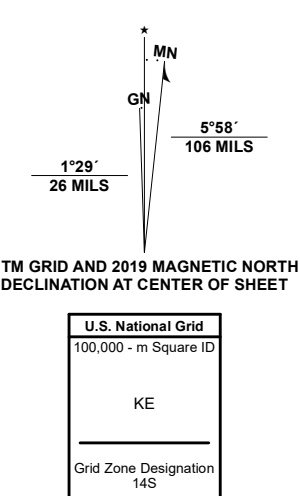 ★
MN
GN
5°58´
106 MILS
1°29´
26 MILS
TM GRID AND 2019 MAGNETIC NORTH
DECLINATION AT CENTER OF SHEET
U.S. National Grid
100,000 - m Square ID
KE
Grid Zone Designation
14S